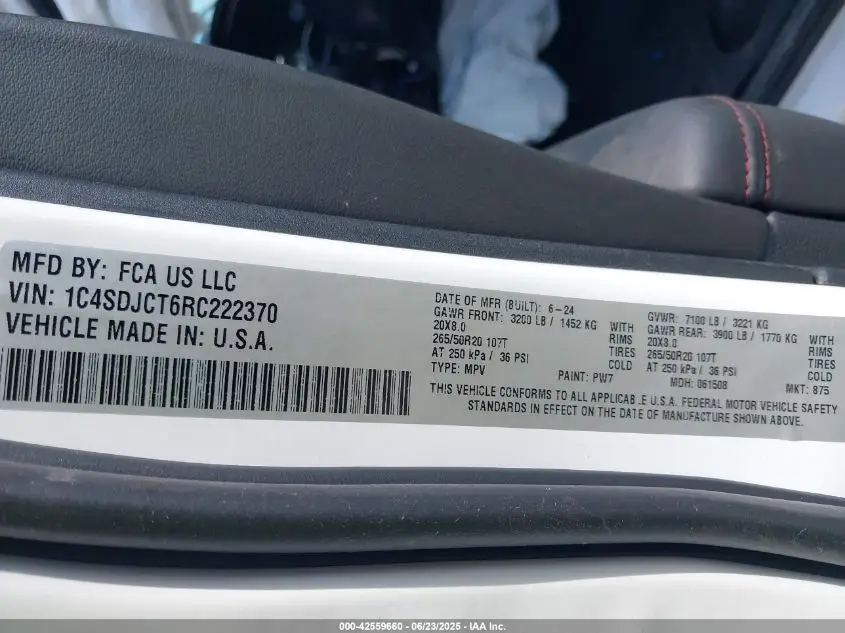 MFD BY: FCA US LLC
VIN: 1C4SDJCT6RC222370
VEHICLE MADE IN: U.S.A.
DATE OF MFR (BUILT): 6-24
GAWR FRONT: 3200 LB / 1452 KG WITH
20X8.0 RIMS
265/50R20 107T TIRES
AT 250 kPa / 36 PSI COLD
TYPE: MPV PAINT: PW7
GVWR: 7100 LB / 3221 KG
GAWR REAR: 3900 LB / 1770 KG WITH
20X8.0 RIMS
265/50R20 107T TIRES
AT 250 kPa / 36 PSI COLD
MDH: 061508 MKT: 875
THIS VEHICLE CONFORMS TO ALL APPLICAB.E U.S.A. FEDERAL MOTOR VEHICLE SAFETY
STANDARDS IN EFFECT ON THE DATE OF MANUFACTURE SHOWN ABOVE.
000-42559660 - 06/23/2025 - IAA Inc.